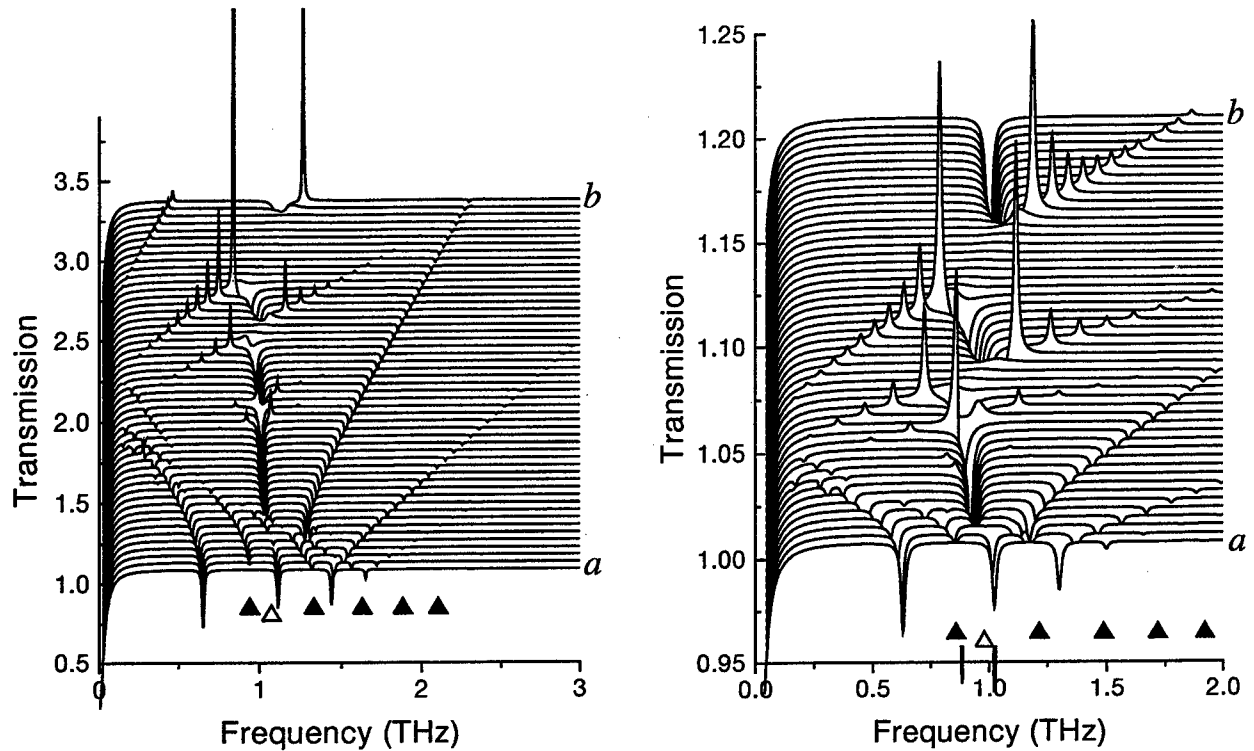 3.5
3.0
2.5
2.0
1.5
1.0
0.5
Transmission
b
a
0 1 2 3
Frequency (THz)
1.25
1.20
1.15
1.10
1.05
1.00
0.95
Transmission
b
a
0.0 0.5 1.0 1.5 2.0
Frequency (THz)